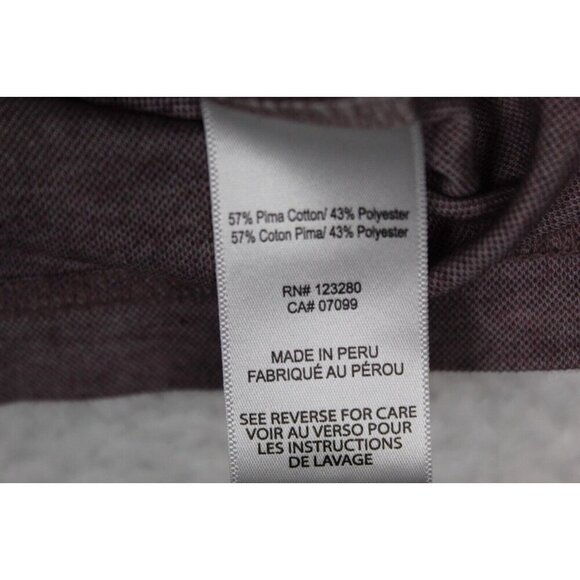 57% Pima Cotton/ 43% Polyester
57% Coton Pima/ 43% Polyester
RN# 123280
CA# 07099
MADE IN PERU
FABRIQUÉ AU PÉROU
SEE REVERSE FOR CARE
VOIR AU VERSO POUR
LES INSTRUCTIONS
DE LAVAGE